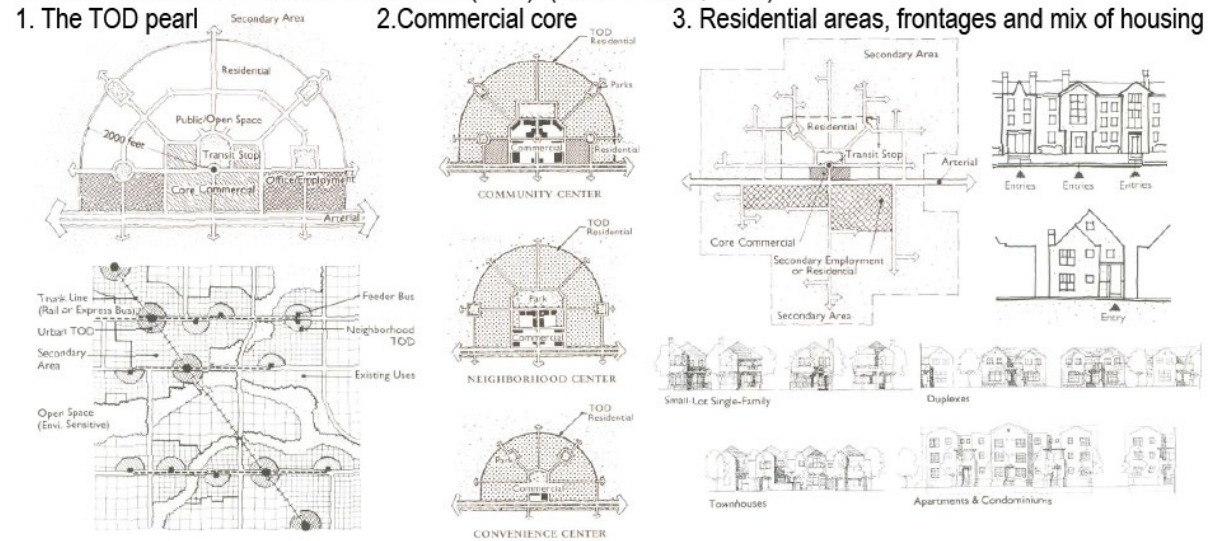 1. The TOD pearl
Secondary Area
Residential
Public/Open Space
2000 feet
Transit Stop
Core Commercial
Office/Employment
Arterial
Trunk Line
(Rail or Express Bus)
Urban TOD
Secondary
Area
Open Space
(Envi. Sensitive)
Feeder Bus
Neighborhood
TOD
Existing Uses
2.Commercial core
TOD
Residential
Parks
Commercial
Residential
COMMUNITY CENTER
TOD
Residential
Park
Commercial
NEIGHBORHOOD CENTER
TOD
Residential
Park
Commercial
CONVENIENCE CENTER
3. Residential areas, frontages and mix of housing
Secondary Area
Residential
Transit Stop
Arterial
Core Commercial
Secondary Employment
or Residential
Secondary Area
Entries
Entries
Entries
Entry
Small-Lot Single-Family
Duplexes
Townhouses
Apartments & Condominiums